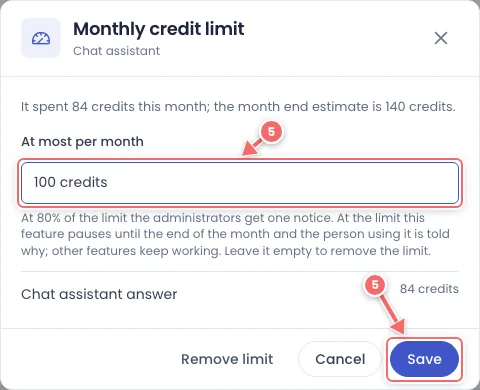 Monthly credit limit
Chat assistant
It spent 84 credits this month; the month end estimate is 140 credits.
At most per month
5
100 credits
At 80% of the limit the administrators get one notice. At the limit this
feature pauses until the end of the month and the person using it is told
why; other features keep working. Leave it empty to remove the limit.
Chat assistant answer
84 credits
5
Remove limit
Cancel
Save